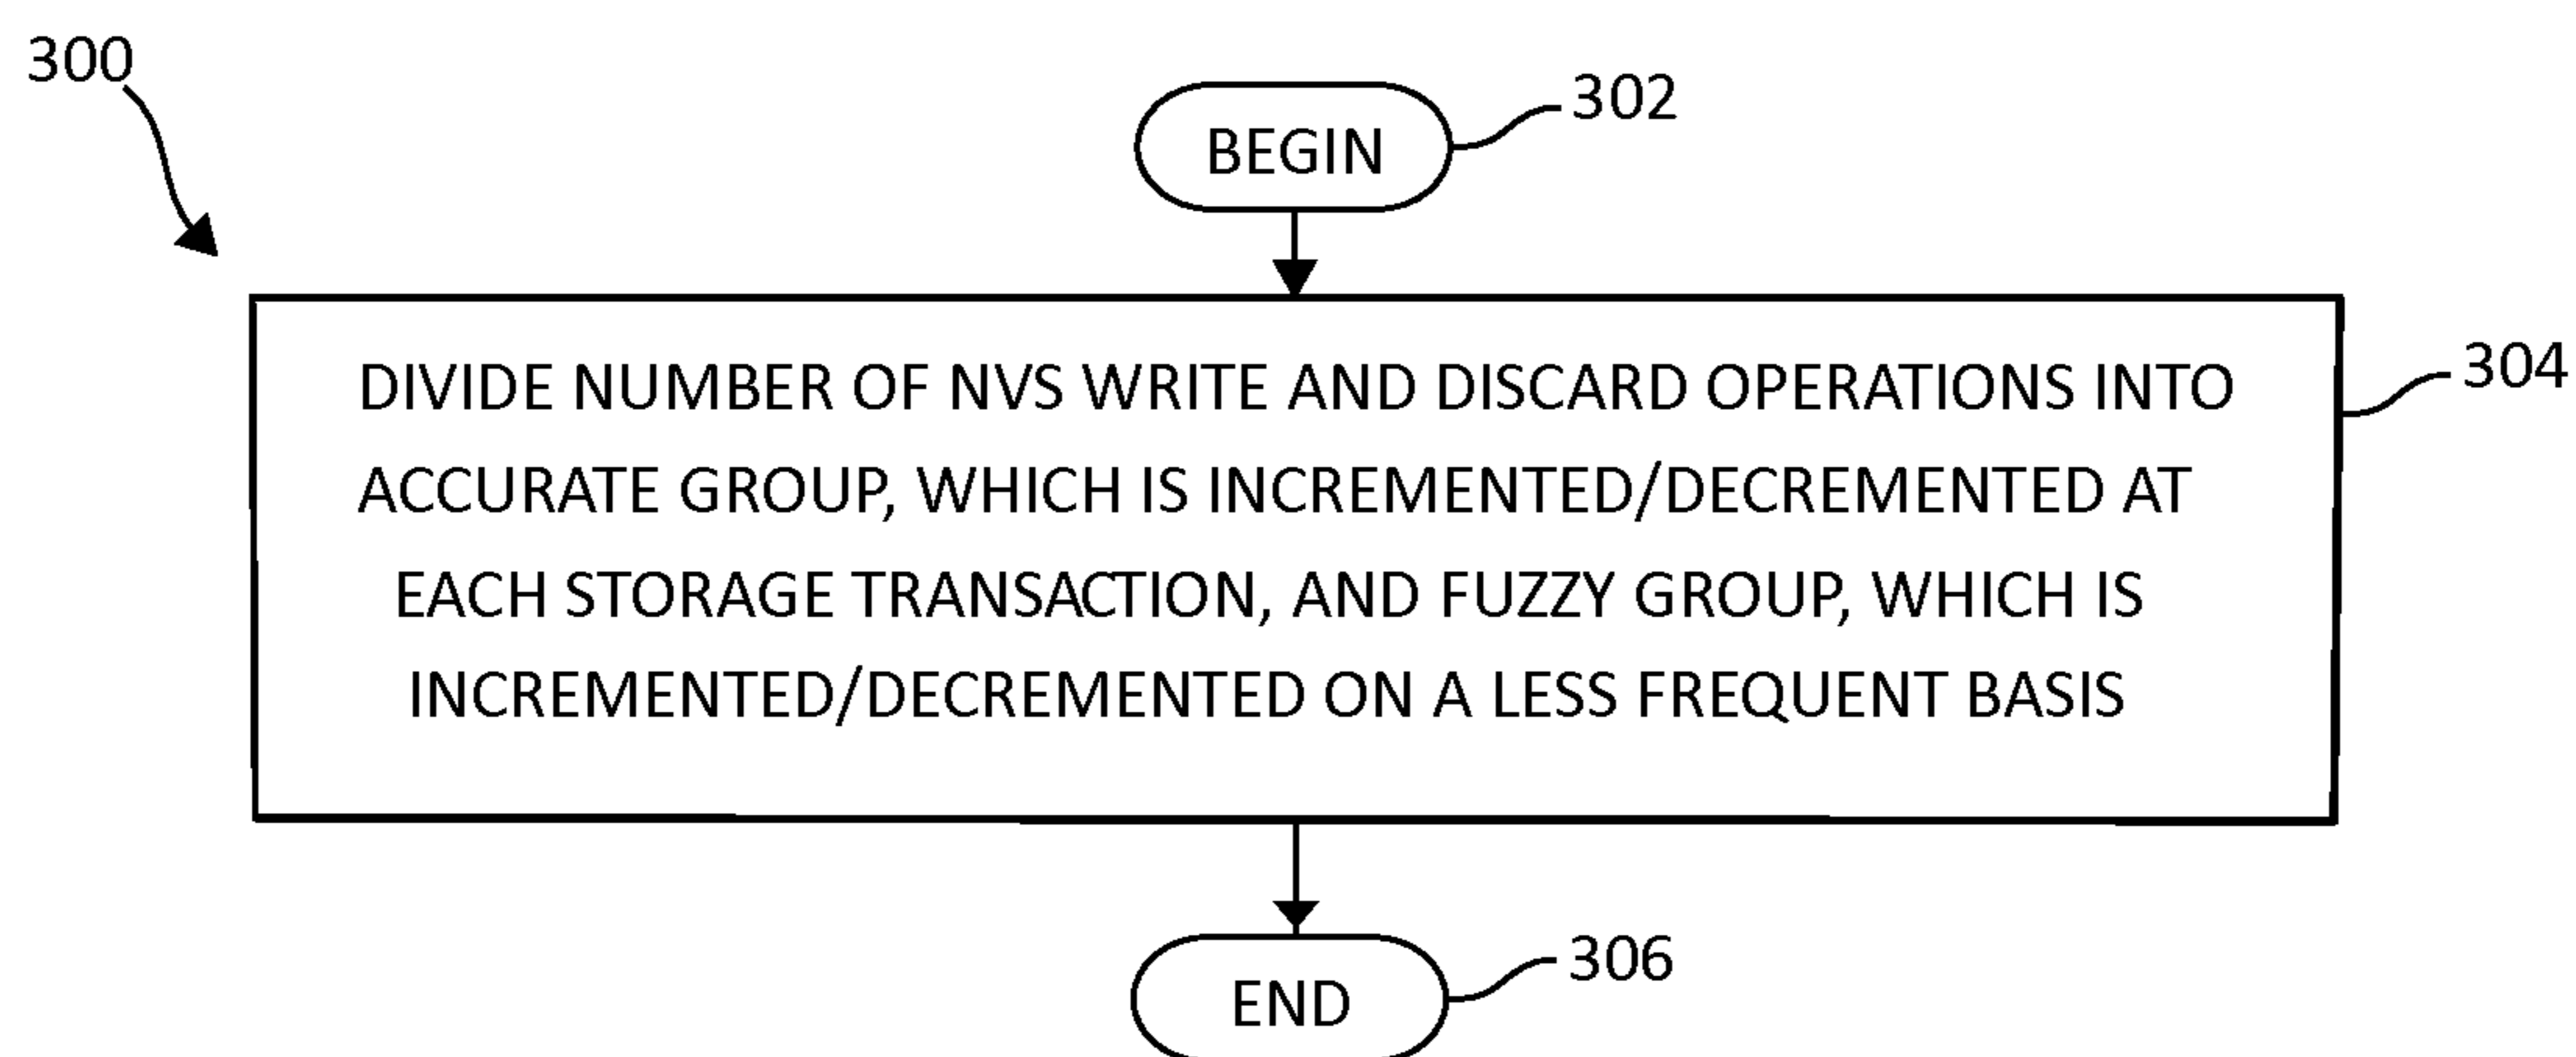 300
302
BEGIN
DIVIDE NUMBER OF NVS WRITE AND DISCARD OPERATIONS INTO
304
ACCURATE GROUP, WHICH IS INCREMENTED/DECREMENTED AT
EACH STORAGE TRANSACTION, AND FUZZY GROUP, WHICH IS
INCREMENTED/DECREMENTED ON A LESS FREQUENT BASIS
306
END